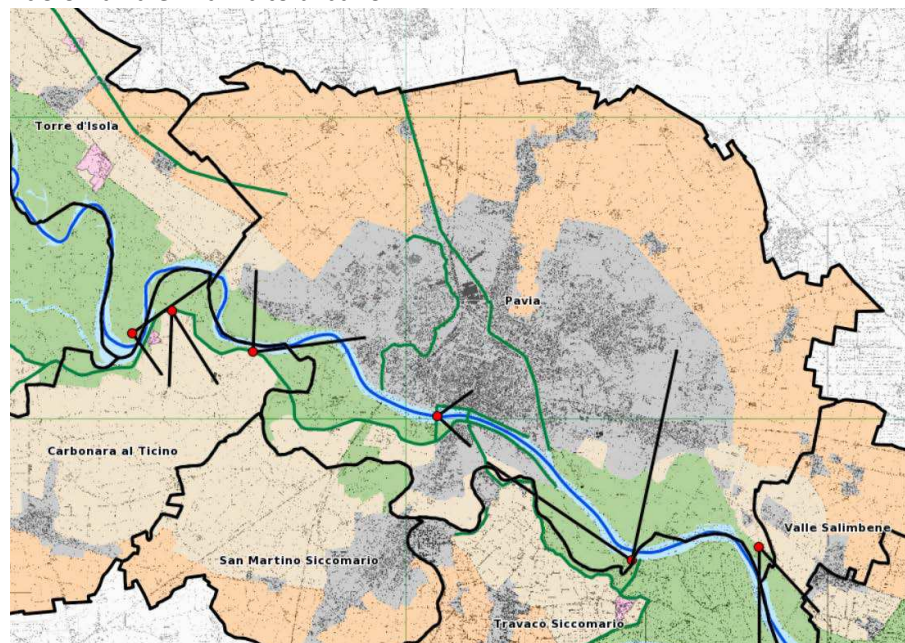 Torre d'Isola
Pavia
Carbonara al Ticino
Valle Salimbene
San Martino Siccomario
Travaco Siccomario